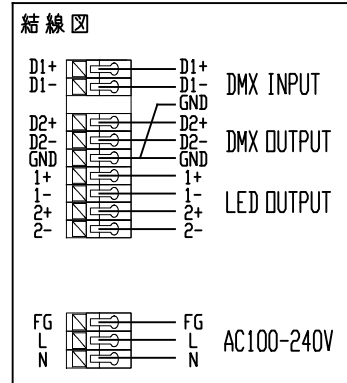 結線図
D1+ D1+
D1- D1- DMX INPUT
GND
D2+ D2+
D2- D2- DMX OUTPUT
GND GND
1+ 1+
1- 1- LED OUTPUT
2+ 2+
2- 2-
FG FG
L L AC100-240V
N N